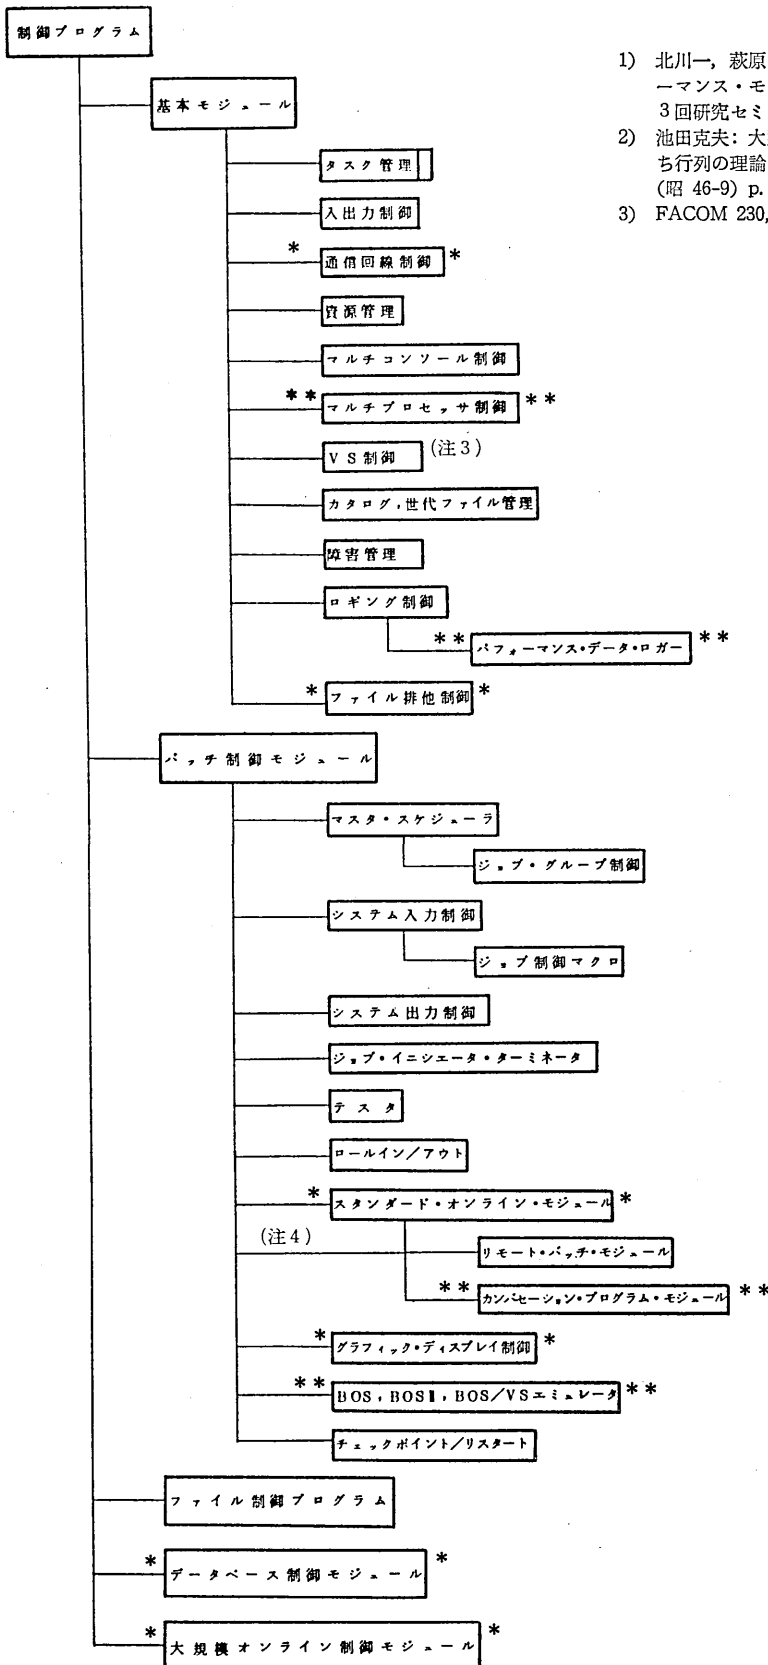 制御プログラム
基本モジュール
タスク管理
入出力制御
* 通信回線制御 *
資源管理
マルチコンソール制御
** マルチプロセッサ制御 **
VS制御 (注3)
カタログ,世代ファイル管理
障害管理
ロギング制御
** パフォーマンス・データ・ロガー **
* ファイル排他制御 *
バッチ制御モジュール
マスタ・スケジューラ
ジョブ・グループ制御
システム入力制御
ジョブ制御マクロ
システム出力制御
ジョブ・イニシエータ・ターミネータ
テスタ
ロールイン/アウト
* スタンダード・オンライン・モジュール *
(注4)
リモート・バッチ・モジュール
** カンバセーション・プログラム・モジュール **
* グラフィック・ディスプレイ制御 *
** BOS, BOSⅡ, BOS/VSエミュレータ **
チェックポイント/リスタート
ファイル制御プログラム
* データベース制御モジュール *
* 大規模オンライン制御モジュール *
1) 北川一, 萩原
ーマンス・モ
3回研究セミ
2) 池田克夫: 大
ち行列の理論
(昭 46-9) p.
3) FACOM 230,